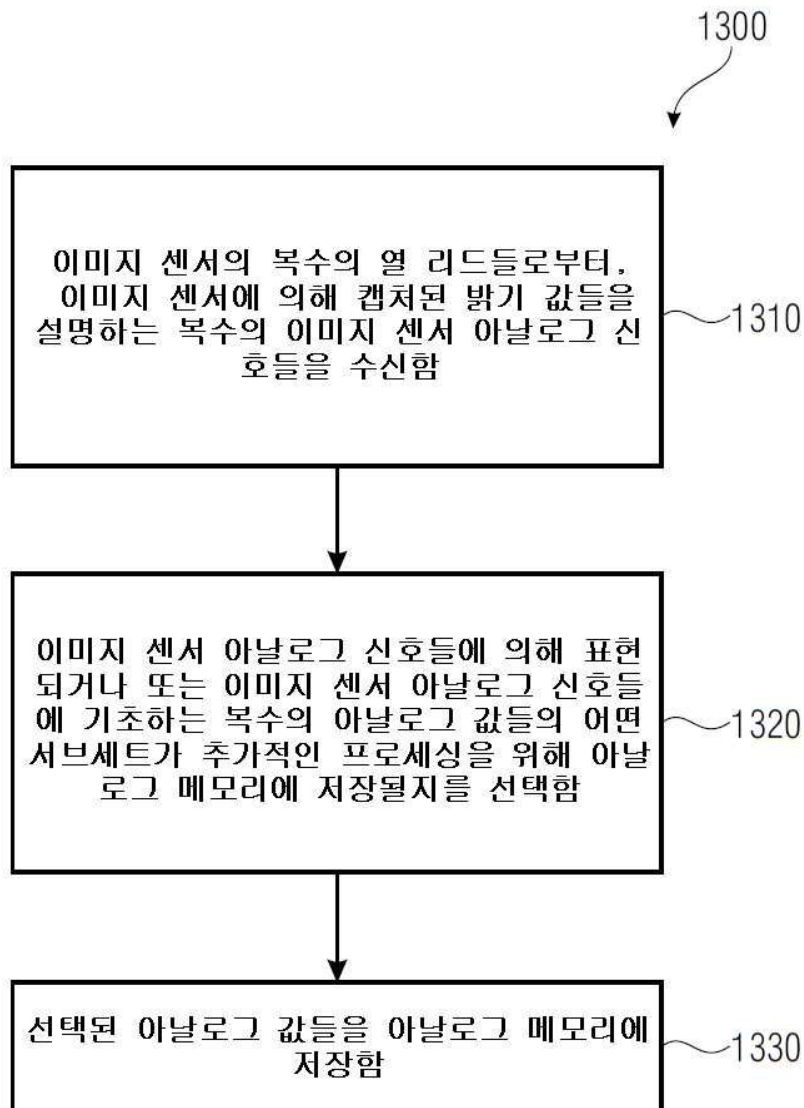 1300
이미지 센서의 복수의 열 리드들로부터,
이미지 센서에 의해 캡처된 밝기 값들을
설명하는 복수의 이미지 센서 아날로그 신
호들을 수신함
1310
이미지 센서 아날로그 신호들에 의해 표현
되거나 또는 이미지 센서 아날로그 신호들
에 기초하는 복수의 아날로그 값들의 어떤
서브세트가 추가적인 프로세싱을 위해 아날
로그 메모리에 저장될지를 선택함
1320
선택된 아날로그 값들을 아날로그 메모리에
저장함
1330